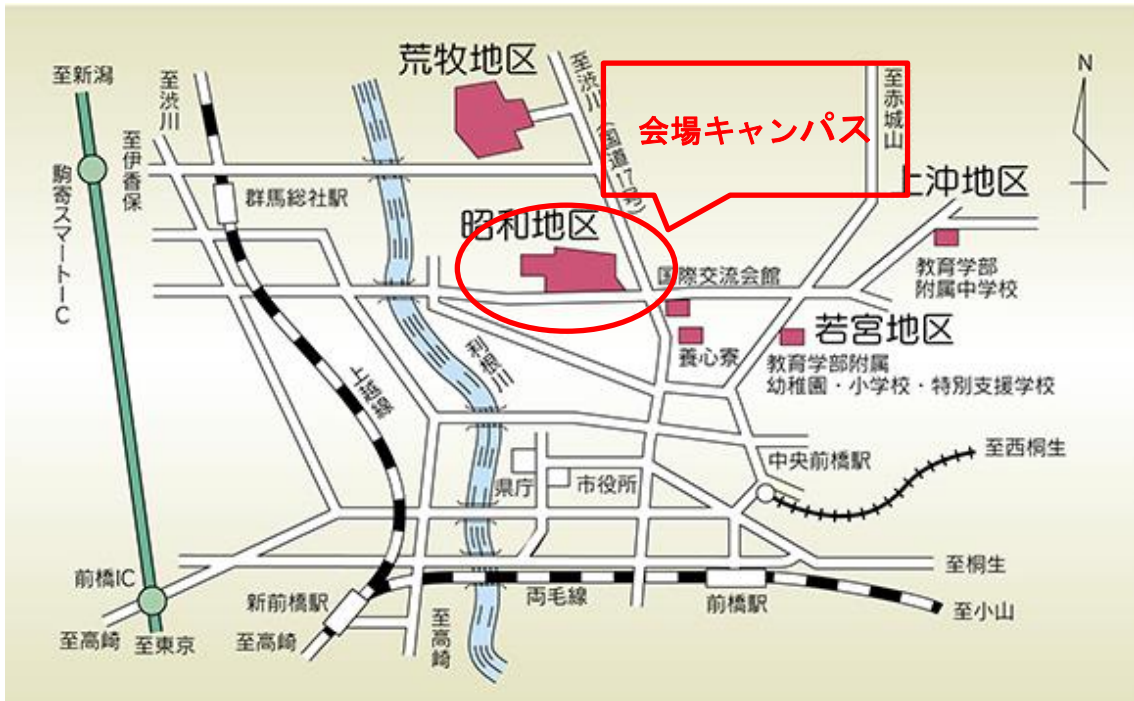 荒牧地区
至新潟
至渋川
至伊香保
駒寄スマートIC
群馬総社駅
至渋川(国道17号)
会場キャンパス
至赤城山
N
上沖地区
昭和地区
国際交流会館
教育学部
附属中学校
養心寮
若宮地区
教育学部附属
幼稚園・小学校・特別支援学校
利根川
上越線
県庁
市役所
中央前橋駅
至西桐生
前橋IC
新前橋駅
両毛線
前橋駅
至桐生
至小山
至高崎
至東京
至高崎
至高崎